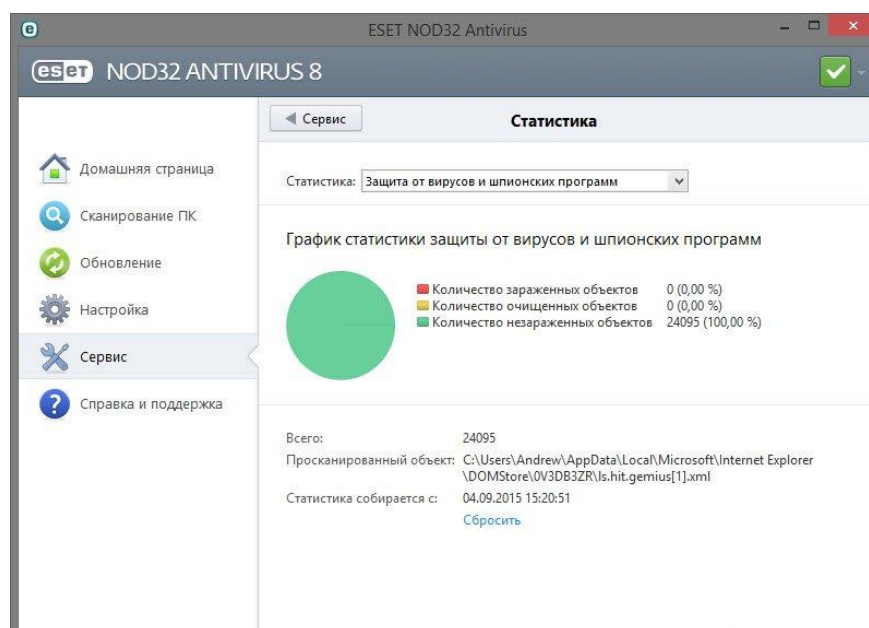 ESET NOD32 Antivirus
eset NOD32 ANTIVIRUS 8
Сервис
Статистика
Домашняя страница
Сканирование ПК
Обновление
Настройка
Сервис
Справка и поддержка
Статистика: Защита от вирусов и шпионских программ
График статистики защиты от вирусов и шпионских программ
Количество зараженных объектов 0 (0,00 %)
Количество очищенных объектов 0 (0,00 %)
Количество незараженных объектов 24095 (100,00 %)
Всего: 24095
Просканированный объект: C:\Users\Andrew\AppData\Local\Microsoft\Internet Explorer
\DOMStore\0V3DB3ZR\ls.hit.gemius[1].xml
Статистика собирается с: 04.09.2015 15:20:51
Сбросить